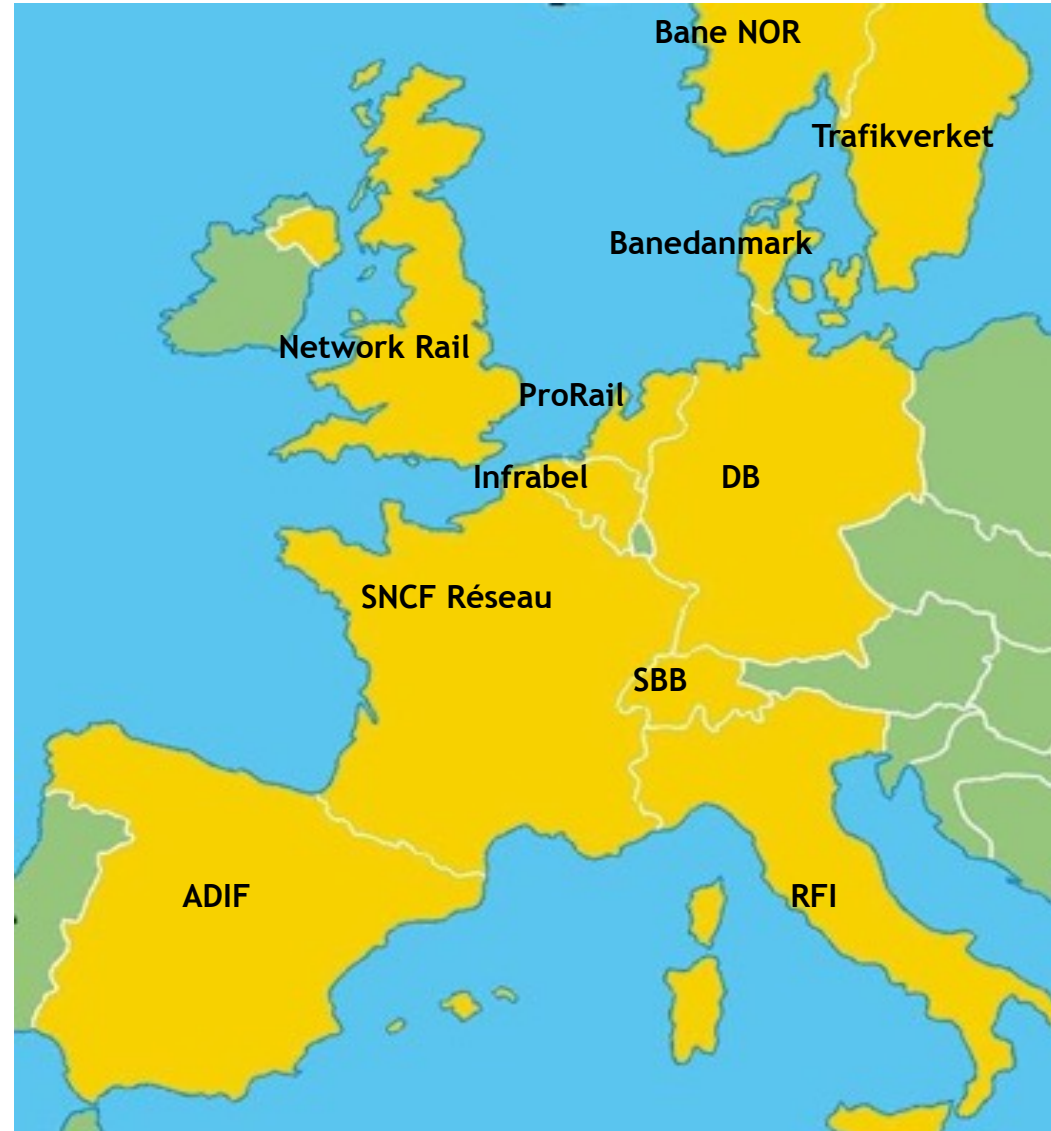 Bane NOR
Trafikverket
Banedanmark
Network Rail
ProRail
Infrabel
DB
SNCF Réseau
SBB
ADIF
RFI